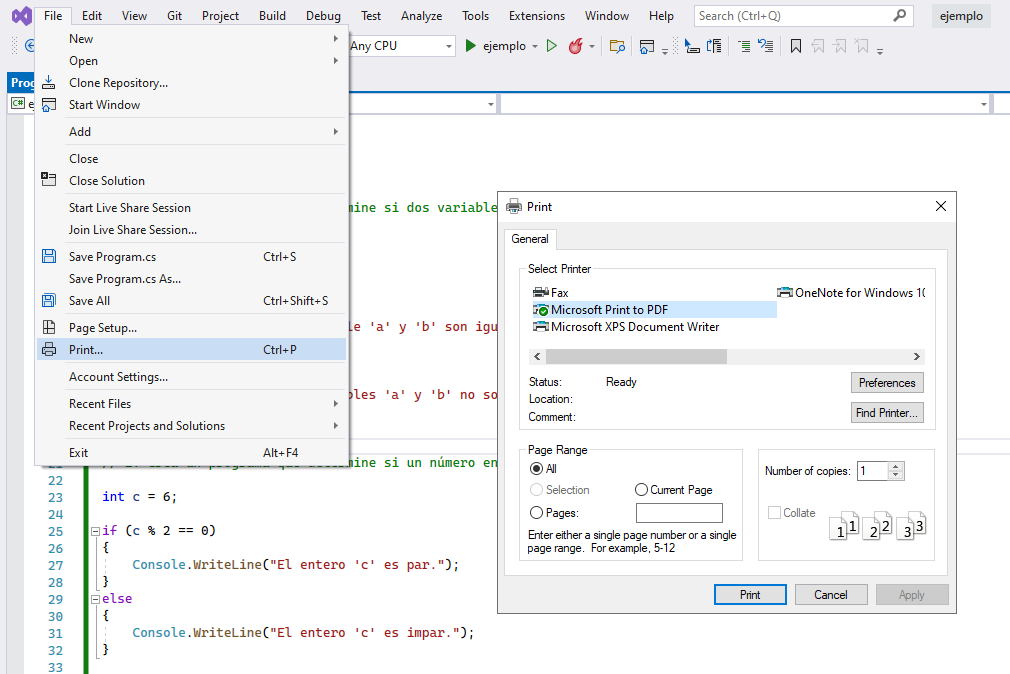 File Edit View Git Project Build Debug Test Analyze Tools Extensions Window Help Search (Ctrl+Q) ejemplo
Any CPU ejemplo
New
Open
Clone Repository...
Start Window
Add
Close
Close Solution
Start Live Share Session
Join Live Share Session...
Save Program.cs Ctrl+S
Save Program.cs As...
Save All Ctrl+Shift+S
Page Setup...
Print... Ctrl+P
Account Settings...
Recent Files
Recent Projects and Solutions
Exit Alt+F4
Prog
C# e
mine si dos variable
le 'a' y 'b' son igu
bles 'a' y 'b' no so
mine si un número en
22
23 int c = 6;
24
25 if (c % 2 == 0)
26 {
27 Console.WriteLine("El entero 'c' es par.");
28 }
29 else
30 {
31 Console.WriteLine("El entero 'c' es impar.");
32 }
33
Print
General
Select Printer
Fax OneNote for Windows 10
Microsoft Print to PDF
Microsoft XPS Document Writer
Status: Ready Preferences
Location:
Comment: Find Printer...
Page Range
All
Selection Current Page
Pages:
Enter either a single page number or a single
page range. For example, 5-12
Number of copies: 1
Collate 1 1 2 2 3 3
Print Cancel Apply